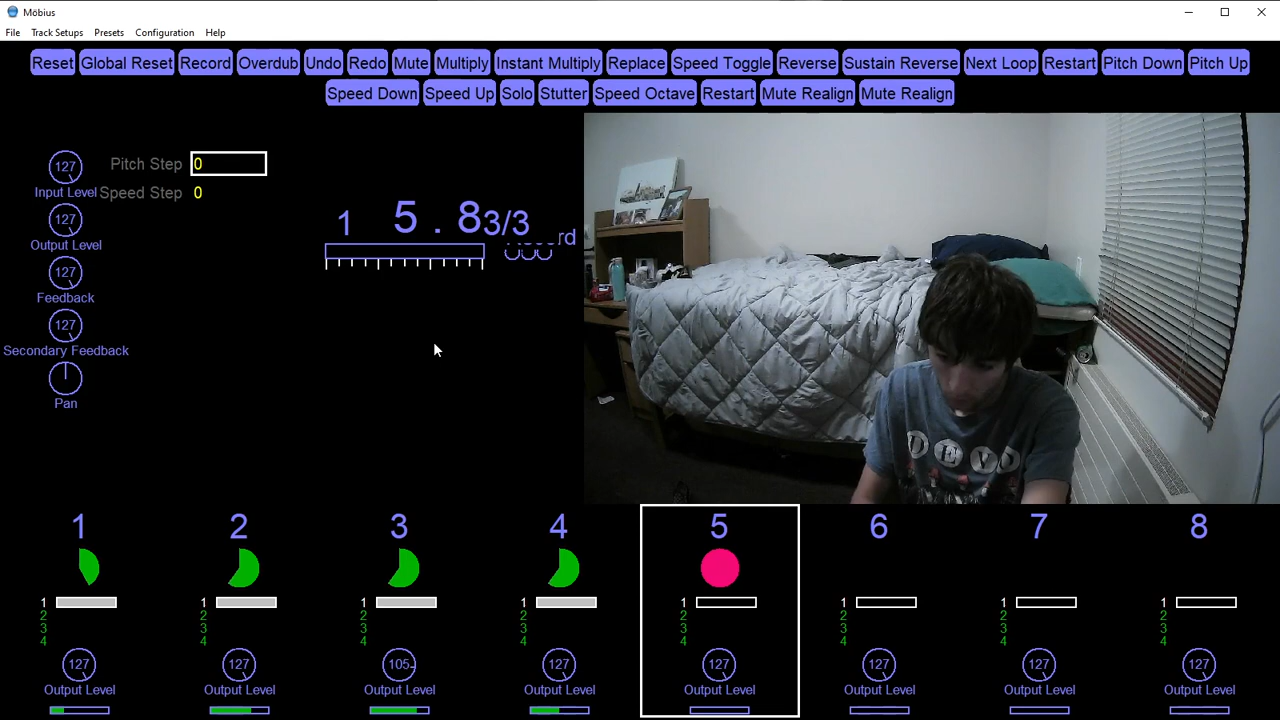 Möbius
File Track Setups Presets Configuration Help
Reset Global Reset Record Overdub Undo Redo Mute Multiply Instant Multiply Replace Speed Toggle Reverse Sustain Reverse Next Loop Restart Pitch Down Pitch Up
Speed Down Speed Up Solo Stutter Speed Octave Restart Mute Realign Mute Realign
127 Pitch Step 0
Input Level Speed Step 0
127
Output Level
1 5 . 8 3/3
127
Feedback
127
Secondary Feedback
Pan
DEVO
1 2 3 4 5 6 7 8
1 1 1 1 1 1 1 1
2 2 2 2 2 2 2 2
3 3 3 3 3 3 3 3
4 4 4 4 4 4 4 4
127 127 105 127 127 127 127 127
Output Level Output Level Output Level Output Level Output Level Output Level Output Level Output Level